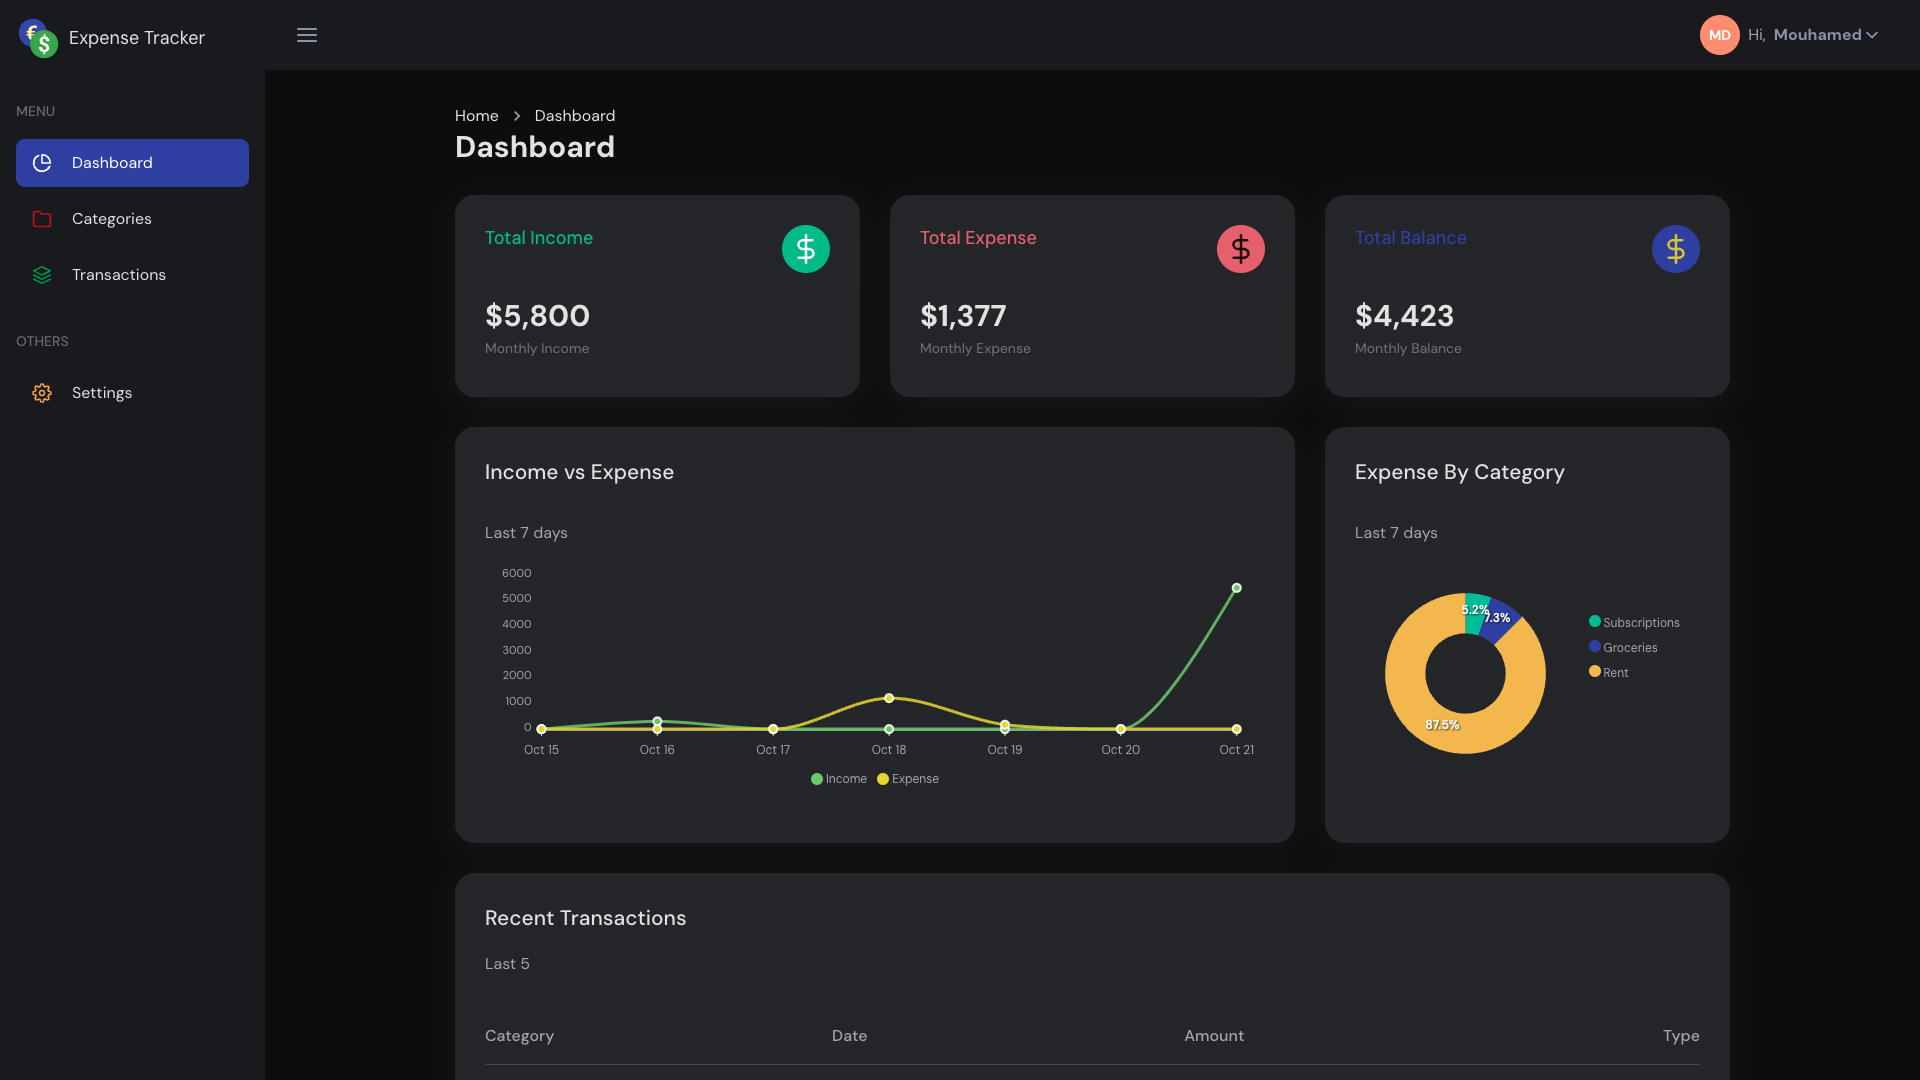 Expense Tracker
MD Hi, Mouhamed
MENU
Dashboard
Categories
Transactions
OTHERS
Settings
Home > Dashboard
Dashboard
Total Income
$
$5,800
Monthly Income
Total Expense
$
$1,377
Monthly Expense
Total Balance
$
$4,423
Monthly Balance
Income vs Expense
Last 7 days
6000
5000
4000
3000
2000
1000
0
Oct 15 Oct 16 Oct 17 Oct 18 Oct 19 Oct 20 Oct 21
Income Expense
Expense By Category
Last 7 days
5.2%
7.3%
87.5%
Subscriptions
Groceries
Rent
Recent Transactions
Last 5
Category Date Amount Type